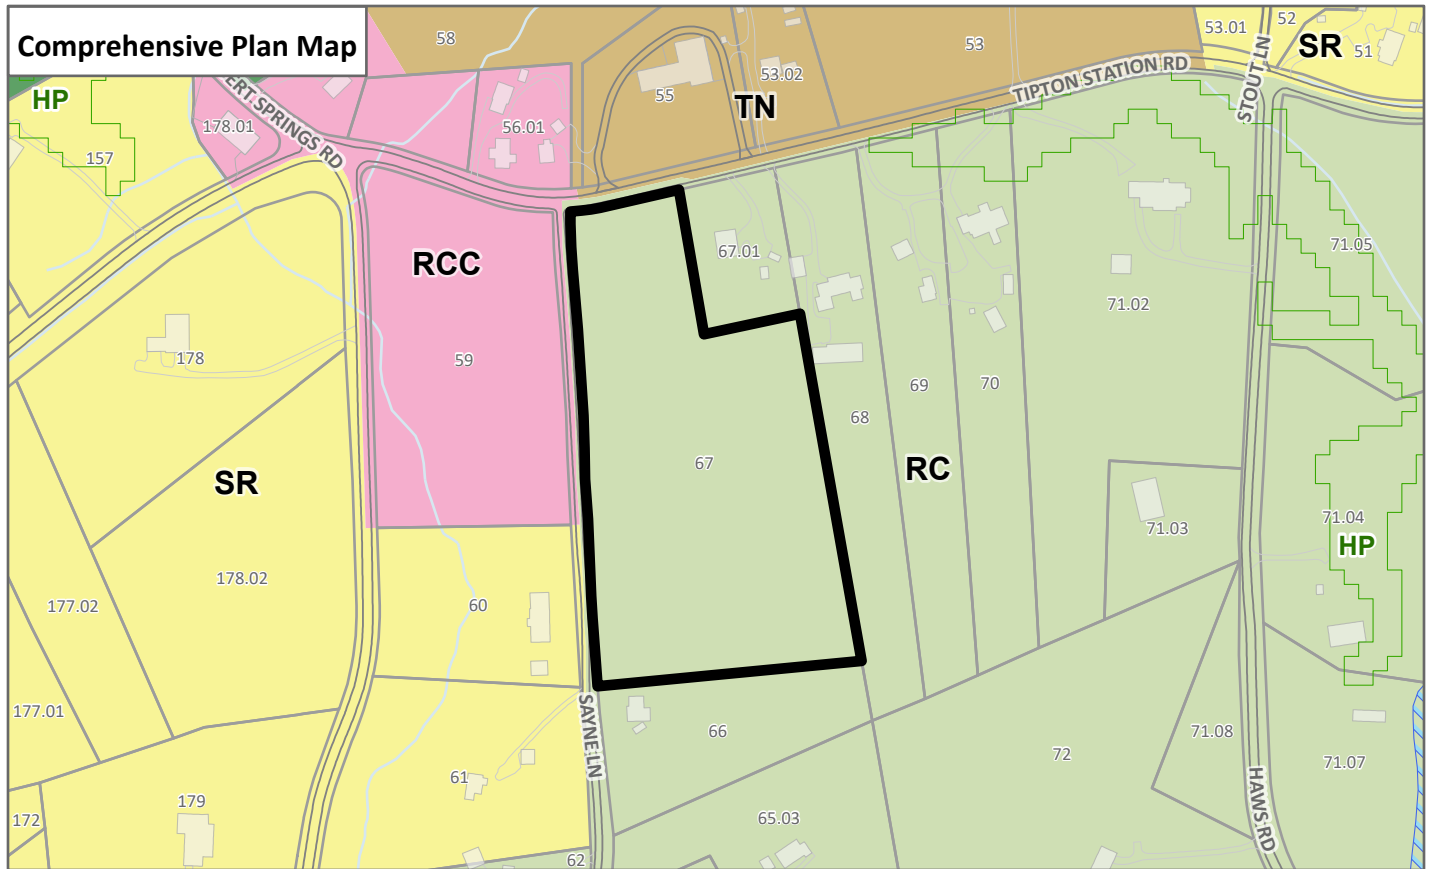 Comprehensive Plan Map
58
53
53.01
52
SR
51
HP
ERT SPRINGS RD
178.01
56.01
55
TN
53.02
TIPTON STATION RD
STOUT LN
157
RCC
67.01
71.05
71.02
178
59
69
70
68
67
RC
SR
71.03
71.04
HP
178.02
177.02
60
177.01
SAYNE LN
66
72
71.08
71.07
61
179
172
65.03
HAWS RD
62